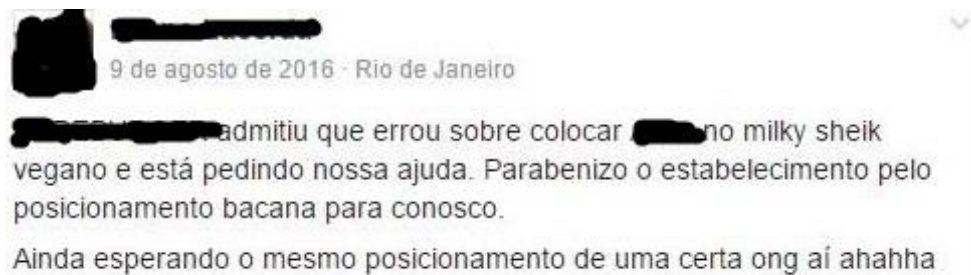 9 de agosto de 2016 · Rio de Janeiro
admitiu que errou sobre colocar no milky sheik
vegano e está pedindo nossa ajuda. Parabenizo o estabelecimento pelo
posicionamento bacana para conosco.
Ainda esperando o mesmo posicionamento de uma certa ong aí ahahha